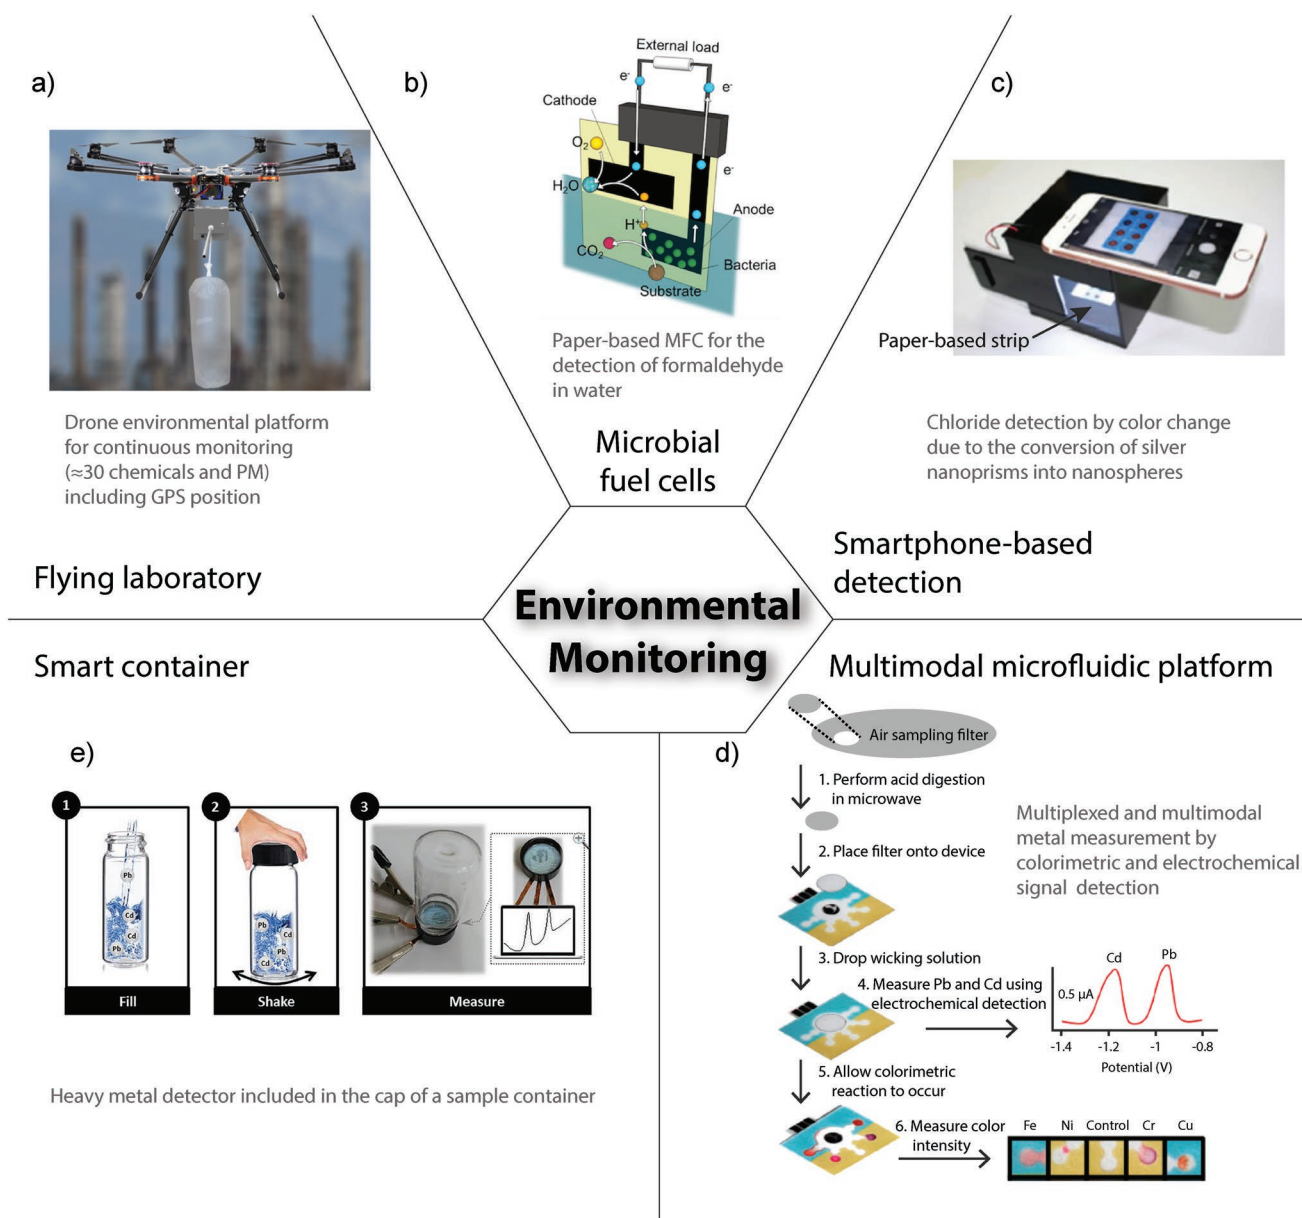 a)
Drone environmental platform
for continuous monitoring
(≈30 chemicals and PM)
including GPS position
Flying laboratory
b)
External load
e-
e-
Cathode
O2
e-
H2O
Anode
H+
CO2
Bacteria
Substrate
Paper-based MFC for the
detection of formaldehyde
in water
Microbial
fuel cells
c)
Paper-based strip
Chloride detection by color change
due to the conversion of silver
nanoprisms into nanospheres
Smartphone-based
detection
Environmental
Monitoring
Smart container
e)
1
Pb
Cd
Cd
Pb
Pb
Fill
2
Pb
Cd
Pb
Cd
Shake
3
Measure
Heavy metal detector included in the cap of a sample container
Multimodal microfluidic platform
d)
Air sampling filter
1. Perform acid digestion
in microwave
2. Place filter onto device
Multiplexed and multimodal
metal measurement by
colorimetric and electrochemical
signal detection
3. Drop wicking solution
4. Measure Pb and Cd using
electrochemical detection
Cd
Pb
0.5 µA
-1.4
-1.2
-1
-0.8
Potential (V)
5. Allow colorimetric
reaction to occur
6. Measure color
intensity
Fe
Ni
Control
Cr
Cu